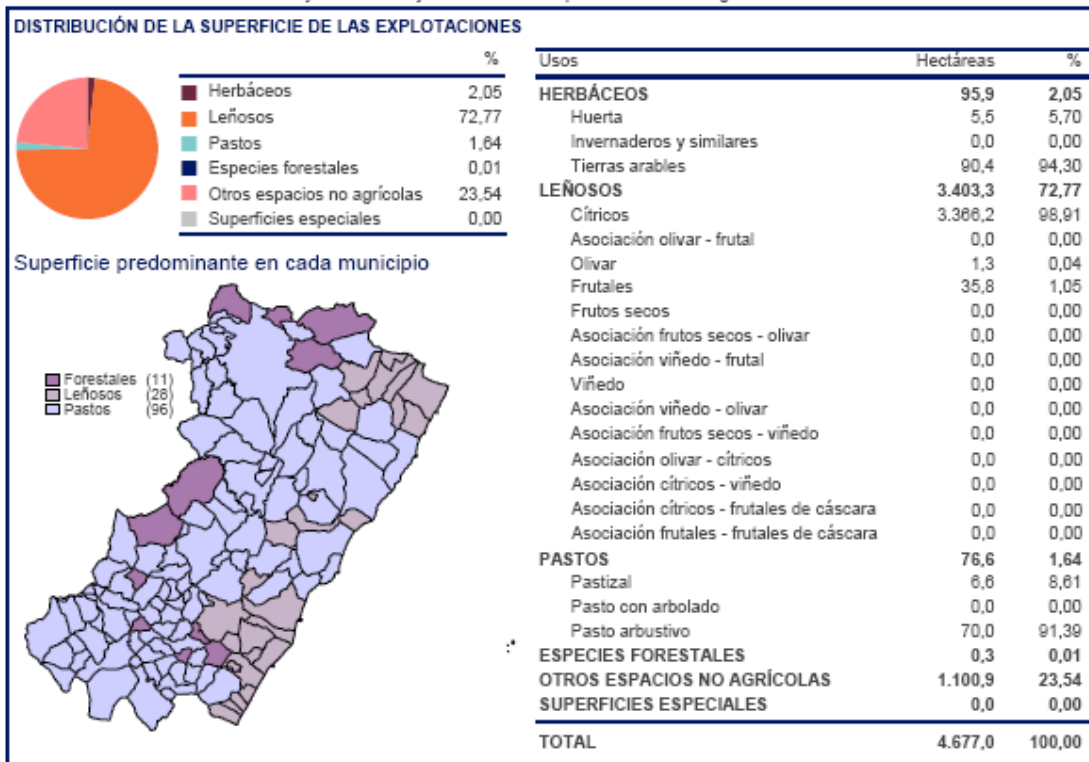 DISTRIBUCIÓN DE LA SUPERFICIE DE LAS EXPLOTACIONES
%
Herbáceos 2,05
Leñosos 72,77
Pastos 1,64
Especies forestales 0,01
Otros espacios no agrícolas 23,54
Superficies especiales 0,00
Superficie predominante en cada municipio
Forestales (11)
Leñosos (28)
Pastos (96)
Usos Hectáreas %
HERBÁCEOS 95,9 2,05
Huerta 5,5 5,70
Invernaderos y similares 0,0 0,00
Tierras arables 90,4 94,30
LEÑOSOS 3.403,3 72,77
Cítricos 3.366,2 98,91
Asociación olivar - frutal 0,0 0,00
Olivar 1,3 0,04
Frutales 35,8 1,05
Frutos secos 0,0 0,00
Asociación frutos secos - olivar 0,0 0,00
Asociación viñedo - frutal 0,0 0,00
Viñedo 0,0 0,00
Asociación viñedo - olivar 0,0 0,00
Asociación frutos secos - viñedo 0,0 0,00
Asociación olivar - cítricos 0,0 0,00
Asociación cítricos - viñedo 0,0 0,00
Asociación cítricos - frutales de cáscara 0,0 0,00
Asociación frutales - frutales de cáscara 0,0 0,00
PASTOS 76,6 1,64
Pastizal 6,6 8,61
Pasto con arbolado 0,0 0,00
Pasto arbustivo 70,0 91,39
ESPECIES FORESTALES 0,3 0,01
OTROS ESPACIOS NO AGRÍCOLAS 1.100,9 23,54
SUPERFICIES ESPECIALES 0,0 0,00
TOTAL 4.677,0 100,00